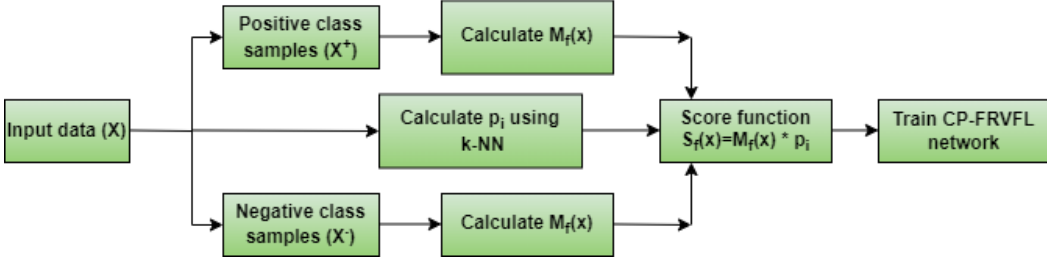 Positive class
samples (X⁺)
Calculate M_f(x)
Input data (X)
Calculate p_i using
k-NN
Score function
S_f(x)=M_f(x) * p_i
Train CP-FRVFL
network
Negative class
samples (X⁻)
Calculate M_f(x)